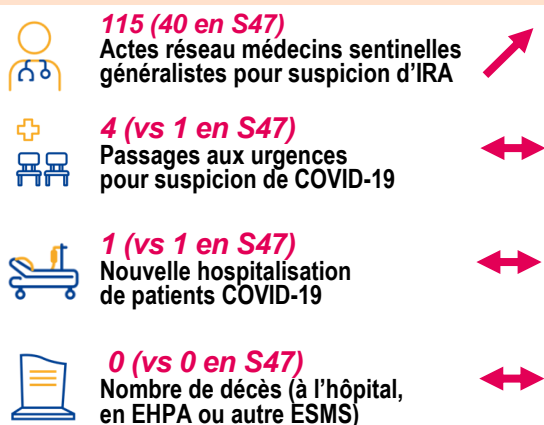 115 (40 en S47)
Actes réseau médecins sentinelles
généralistes pour suspicion d'IRA
4 (vs 1 en S47)
Passages aux urgences
pour suspicion de COVID-19
1 (vs 1 en S47)
Nouvelle hospitalisation
de patients COVID-19
0 (vs 0 en S47)
Nombre de décès (à l'hôpital,
en EHPA ou autre ESMS)